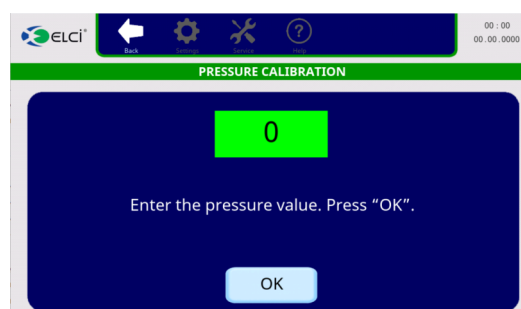 ELCİ®
Back
Settings
Service
Help
00 : 00
00.00.0000
PRESSURE CALIBRATION
0
Enter the pressure value. Press “OK”.
OK